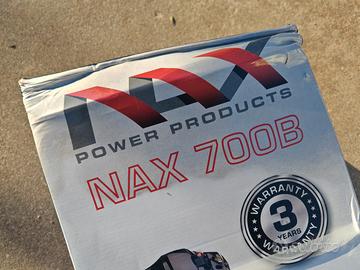 NAX
POWER PRODUCTS
NAX 700B
WARRANTY
3
YEARS
WARRANTY